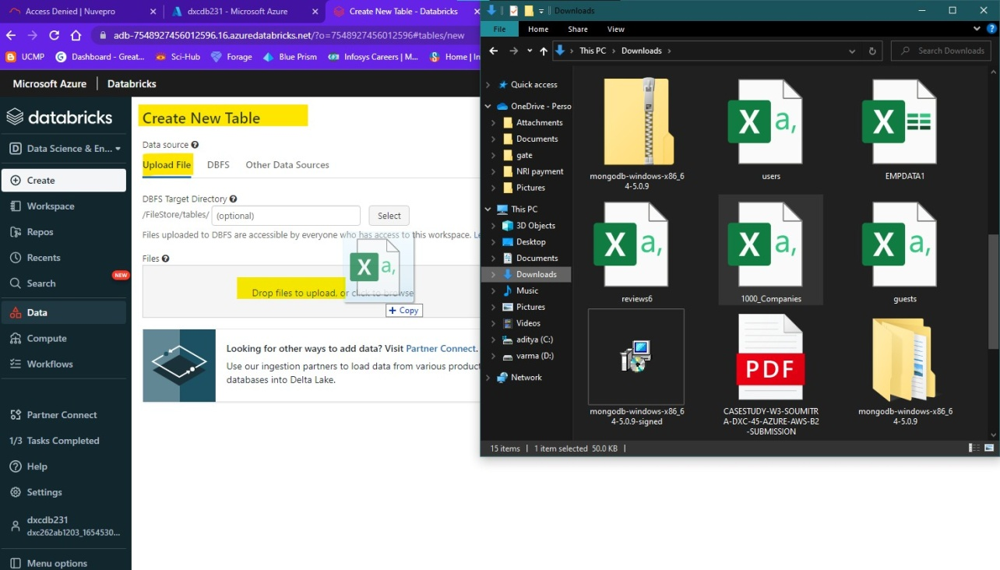 Access Denied | Nuvepro
dxcdb231 - Microsoft Azure
Create New Table - Databricks
adb-7548927456012596.16.azuredatabricks.net/?o=7548927456012596#tables/new
UCMP
Dashboard - Great...
Sci-Hub
Forage
Blue Prism
Infosys Careers | M...
Home | In
Microsoft Azure | Databricks
databricks
D Data Science & En...
Create
Workspace
Repos
Recents
Search
NEW
Data
Compute
Workflows
Partner Connect
1/3 Tasks Completed
Help
Settings
dxcdb231
dxc262ab1203_1654530...
Menu options
Create New Table
Data source
Upload File
DBFS
Other Data Sources
DBFS Target Directory
/FileStore/tables/ (optional) Select
Files uploaded to DBFS are accessible by everyone who has access to this workspace. Le
Files
Drop files to upload, or click to browse
X a,
+ Copy
Looking for other ways to add data? Visit Partner Connect.
Use our ingestion partners to load data from various product
databases into Delta Lake.
Downloads
File
Home
Share
View
This PC > Downloads >
Search Downloads
Quick access
OneDrive - Perso
Attachments
Documents
gate
NRI payment
Pictures
This PC
3D Objects
Desktop
Documents
Downloads
Music
Pictures
Videos
aditya (C:)
varma (D:)
Network
mongodb-windows-x86_6
4-5.0.9
X a,
users
X
EMPDATA1
X a,
reviews6
X a,
1000_Companies
X a,
guests
mongodb-windows-x86_6
4-5.0.9-signed
PDF
CASESTUDY-W3-SOUMITR
A-DXC-45-AZURE-AWS-B2
-SUBMISSION
mongodb-windows-x86_6
4-5.0.9
15 items | 1 item selected 50.0 KB |